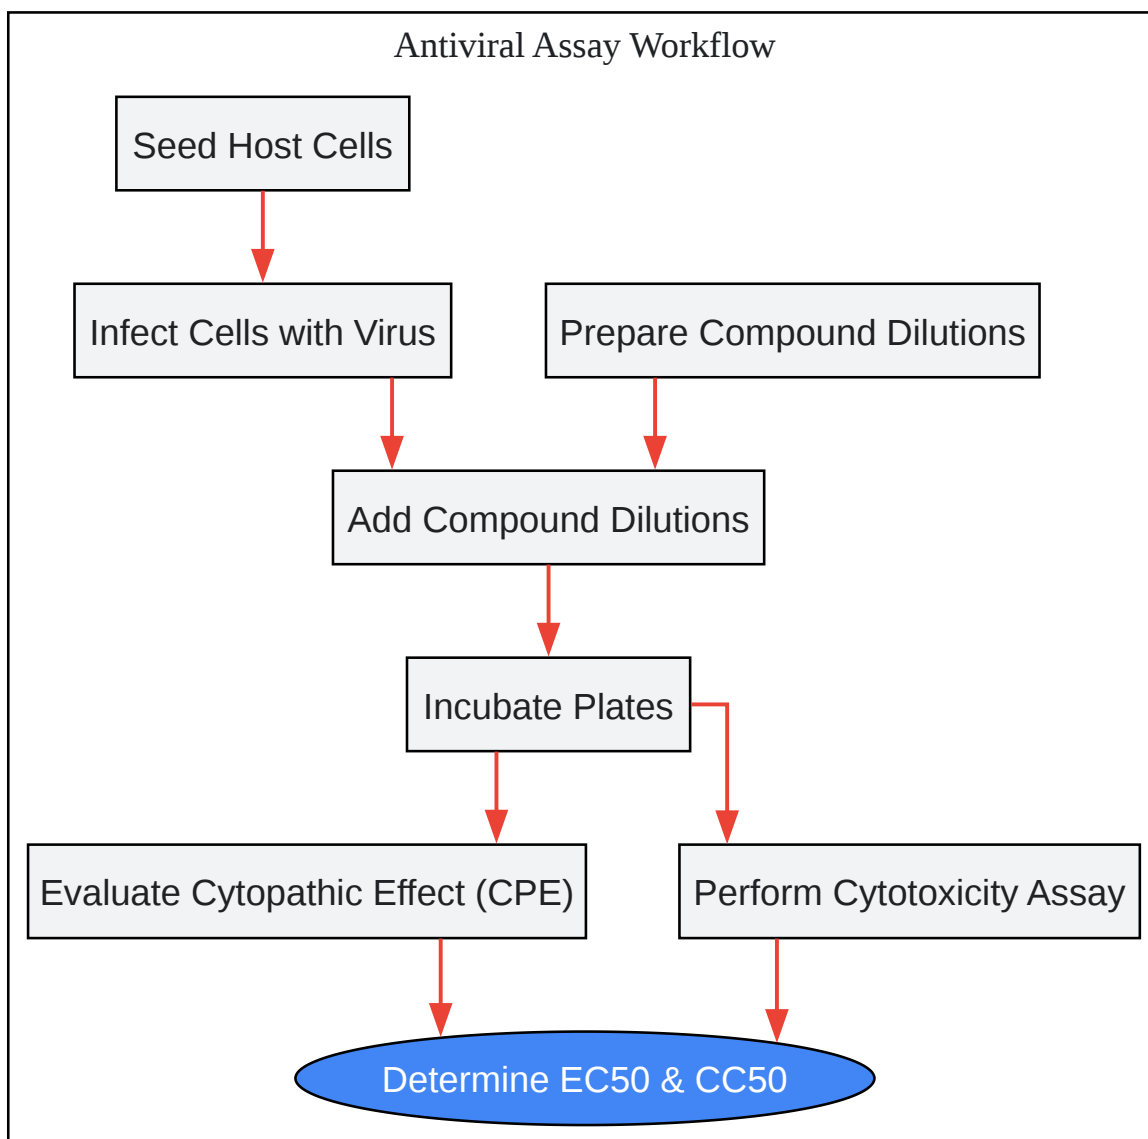 Antiviral Assay Workflow
Seed Host Cells
Infect Cells with Virus
Prepare Compound Dilutions
Add Compound Dilutions
Incubate Plates
Evaluate Cytopathic Effect (CPE)
Perform Cytotoxicity Assay
Determine EC50 & CC50